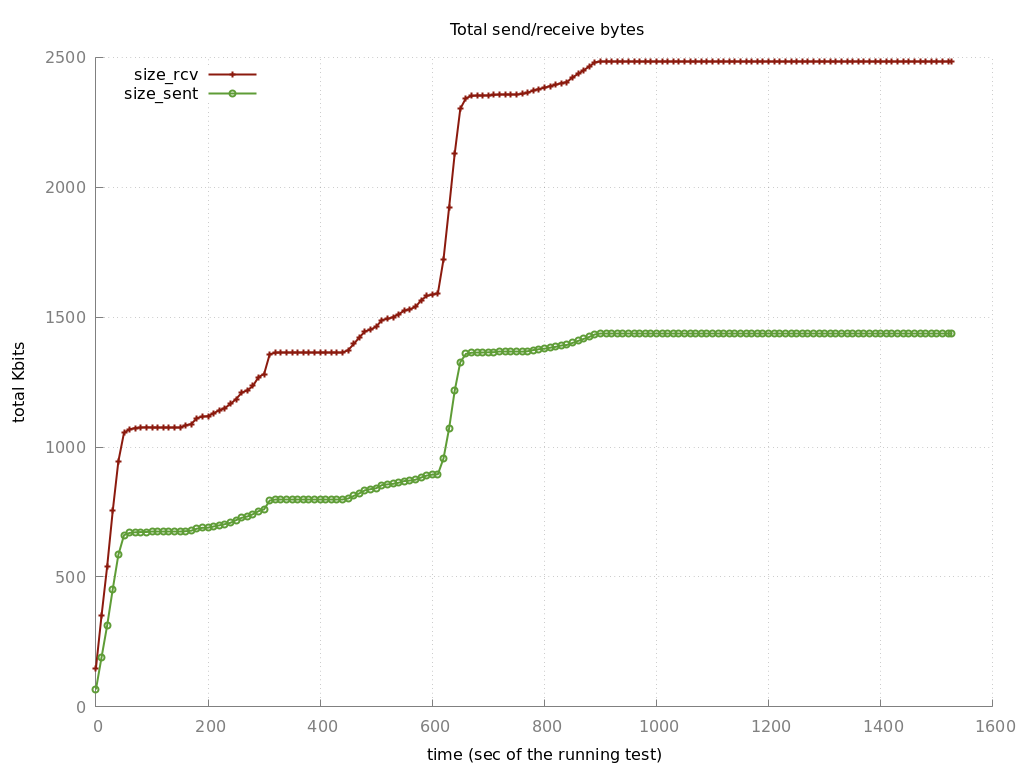 Total send/receive bytes
size_rcv
size_sent
2500
2000
1500
1000
500
0
total Kbits
0 200 400 600 800 1000 1200 1400 1600
time (sec of the running test)